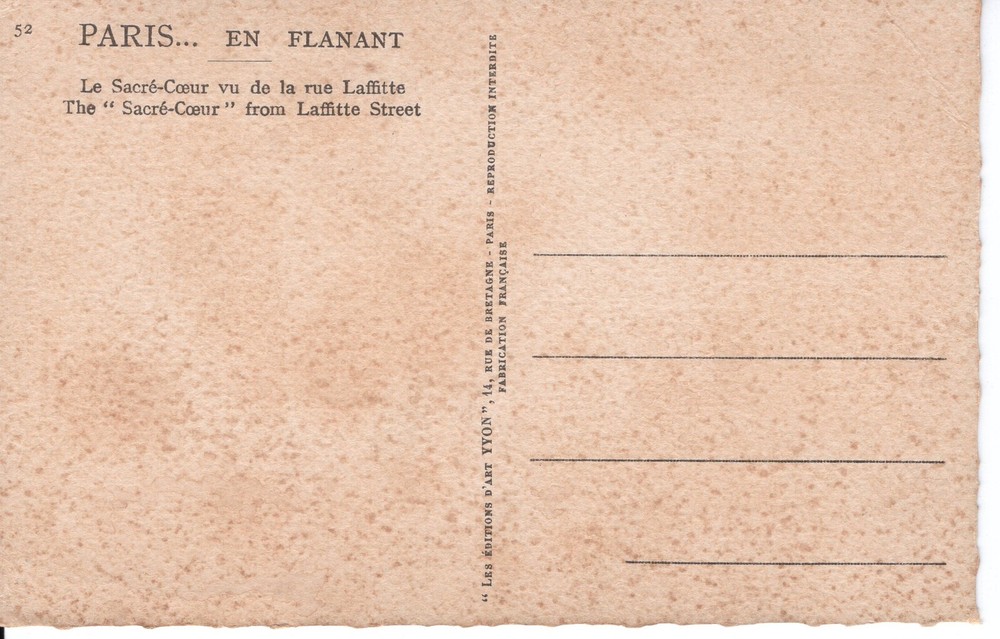 52
PARIS... EN FLANANT
Le Sacré-Cœur vu de la rue Laffitte
The “ Sacré-Cœur ” from Laffitte Street
“ LES ÉDITIONS D'ART YVON ”, 14, RUE DE BRETAGNE - PARIS - REPRODUCTION INTERDITE
FABRICATION FRANÇAISE